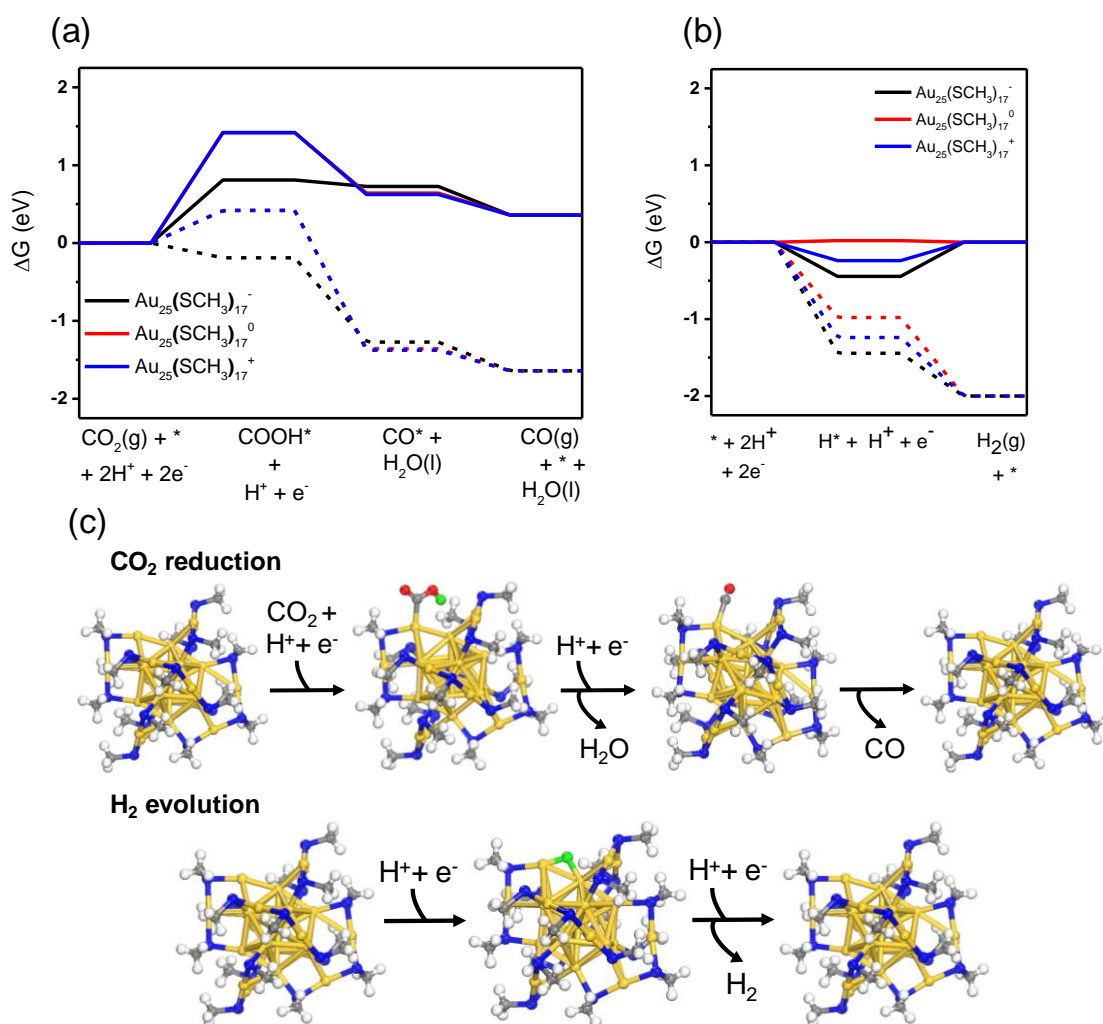 (a)
(b)
2
1
0
-1
-2
ΔG (eV)
Au25(SCH3)17-
Au25(SCH3)170
Au25(SCH3)17+
CO2(g) + *
+ 2H+ + 2e-
COOH*
+
H+ + e-
CO* +
H2O(l)
CO(g)
+ * +
H2O(l)
2
1
0
-1
-2
ΔG (eV)
Au25(SCH3)17-
Au25(SCH3)170
Au25(SCH3)17+
* + 2H+
+ 2e-
H* + H+ + e-
H2(g)
+ *
(c)
CO2 reduction
CO2 +
H+ + e-
H+ + e-
H2O
CO
H2 evolution
H+ + e-
H+ + e-
H2